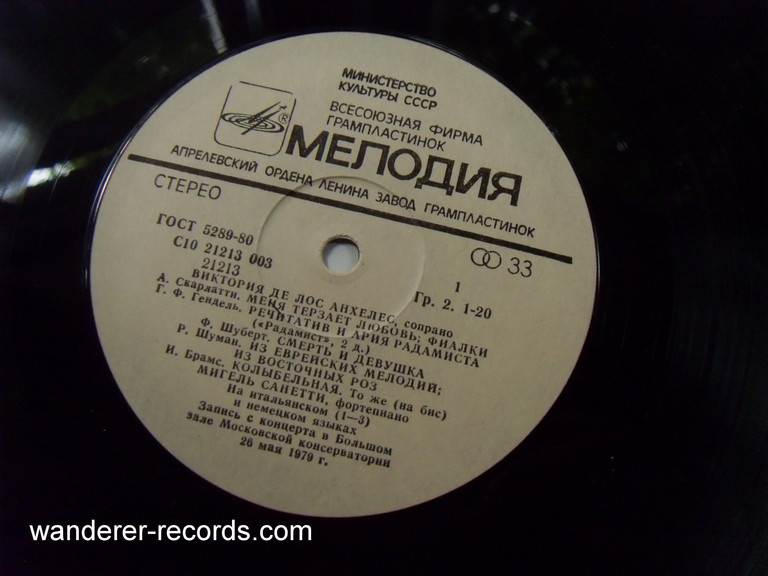 МИНИСТЕРСТВО
КУЛЬТУРЫ СССР
ВСЕСОЮЗНАЯ ФИРМА
ГРАМПЛАСТИНОК
®
МЕЛОДИЯ
АПРЕЛЕВСКИЙ ОРДЕНА ЛЕНИНА ЗАВОД ГРАМПЛАСТИНОК
СТЕРЕО
33
ГОСТ 5289-80
С10 21213 003
21213
1
Гр. 2. 1-20
ВИКТОРИЯ ДЕ ЛОС АНХЕЛЕС, сопрано
А. Скарлатти. МЕНЯ ТЕРЗАЕТ ЛЮБОВЬ; ФИАЛКИ
Г. Ф. Гендель. РЕЧИТАТИВ И АРИЯ РАДАМИСТА
(«Радамист», 2 д.)
Ф. Шуберт. СМЕРТЬ И ДЕВУШКА
Р. Шуман. ИЗ ЕВРЕЙСКИХ МЕЛОДИЙ;
ИЗ ВОСТОЧНЫХ РОЗ
И. Брамс. КОЛЫБЕЛЬНАЯ. То же (на бис)
МИГЕЛЬ САНЕТТИ, фортепиано
На итальянском (1—3)
и немецком языках
Запись с концерта в Большом
зале Московской консерватории
26 мая 1979 г.
wanderer-records.com